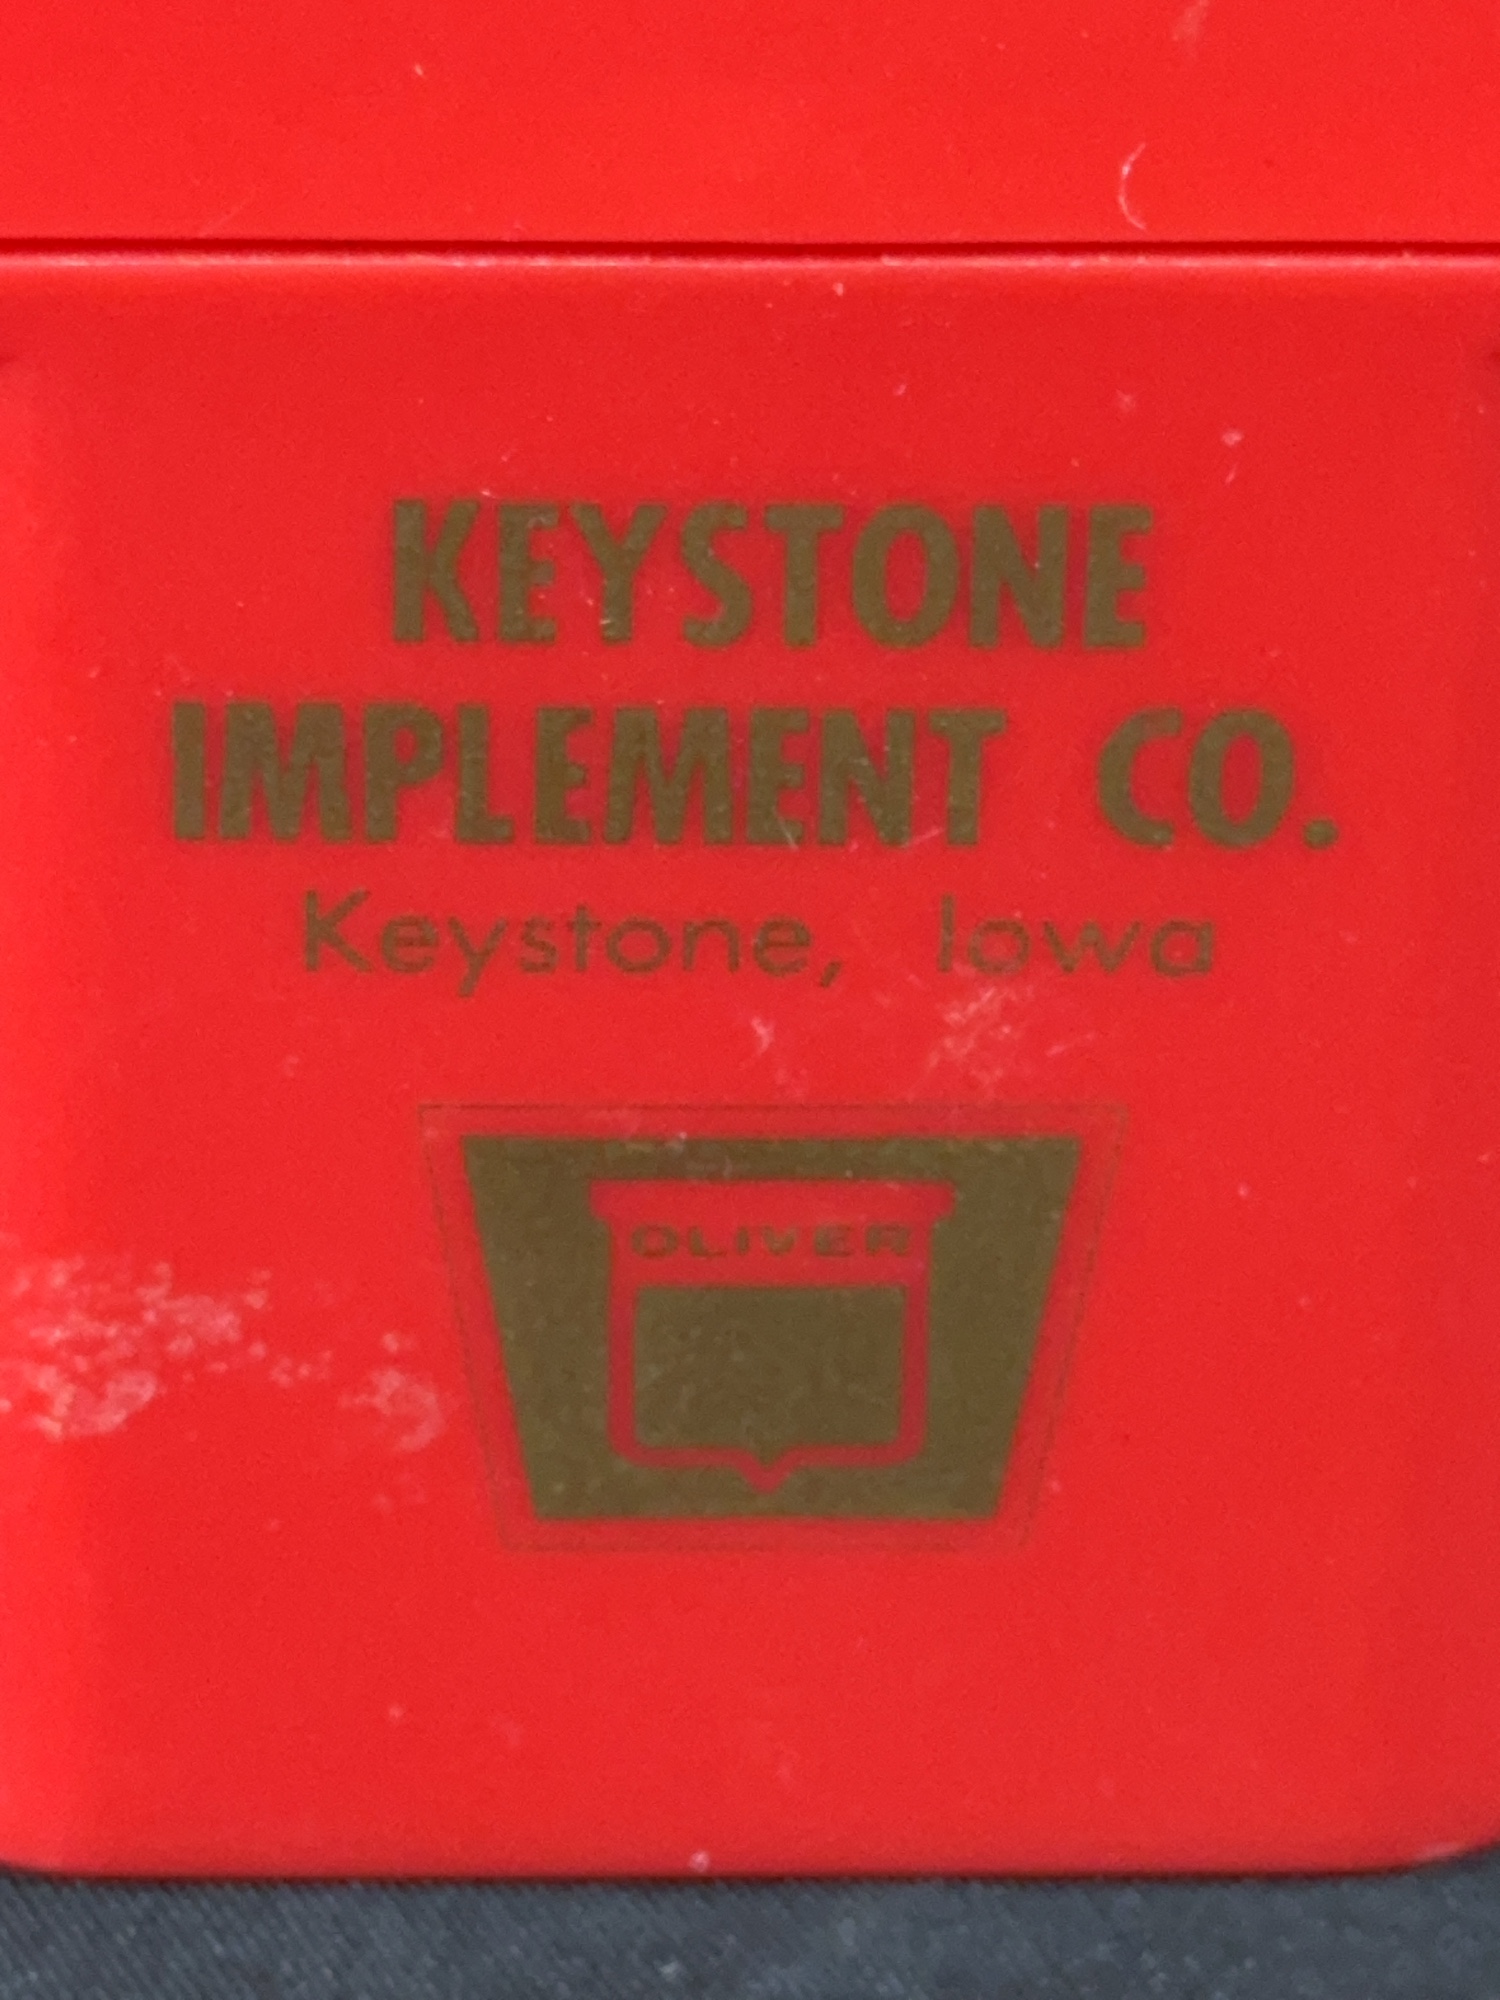 KEYSTONE
IMPLEMENT CO.
Keystone, Iowa
OLIVER